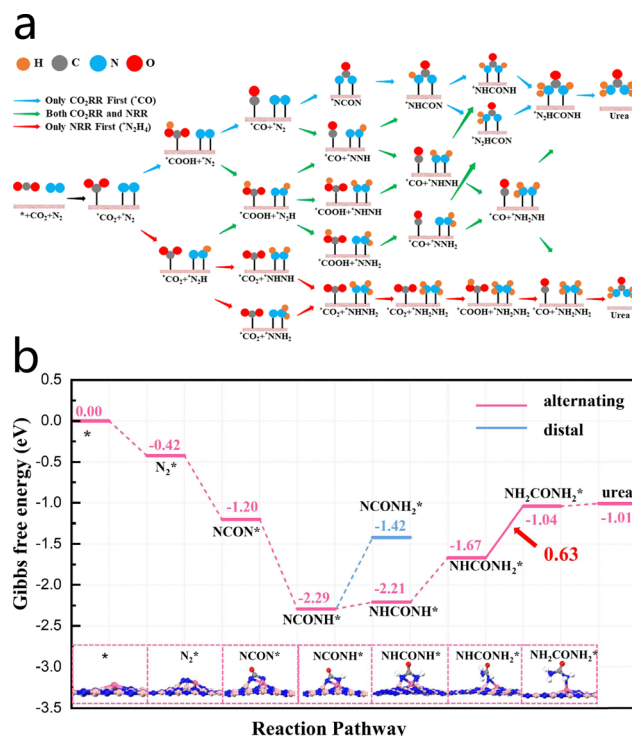 a
H C N O
Only CO2RR First (*CO)
Both CO2RR and NRR
Only NRR First (*N2H4)
*+CO2+N2
*CO2+*N2
*COOH+*N2
*CO2+*N2H
*CO+*N2
*COOH+*N2H
*CO2+*NHNH
*CO2+*NNH2
*NCON
*CO+*NNH
*COOH+*NHNH
*COOH+*NNH2
*CO2+*NHNH2
*NHCON
*CO+*NHNH
*CO+*NNH2
*CO2+*NH2NH2
*NHCONH
*N2HCON
*COOH+*NH2NH2
*N2HCONH
*CO+*NH2NH
*CO+*NH2NH2
Urea
Urea
b
Gibbs free energy (eV)
0.5
0.0
-0.5
-1.0
-1.5
-2.0
-2.5
-3.0
-3.5
alternating
distal
0.00
*
-0.42
N2*
-1.20
NCON*
-2.29
NCONH*
NCONH2*
-1.42
-2.21
NHCONH*
-1.67
NHCONH2*
NH2CONH2*
-1.04
urea
-1.01
0.63
* N2* NCON* NCONH* NHCONH* NHCONH2* NH2CONH2*
Reaction Pathway